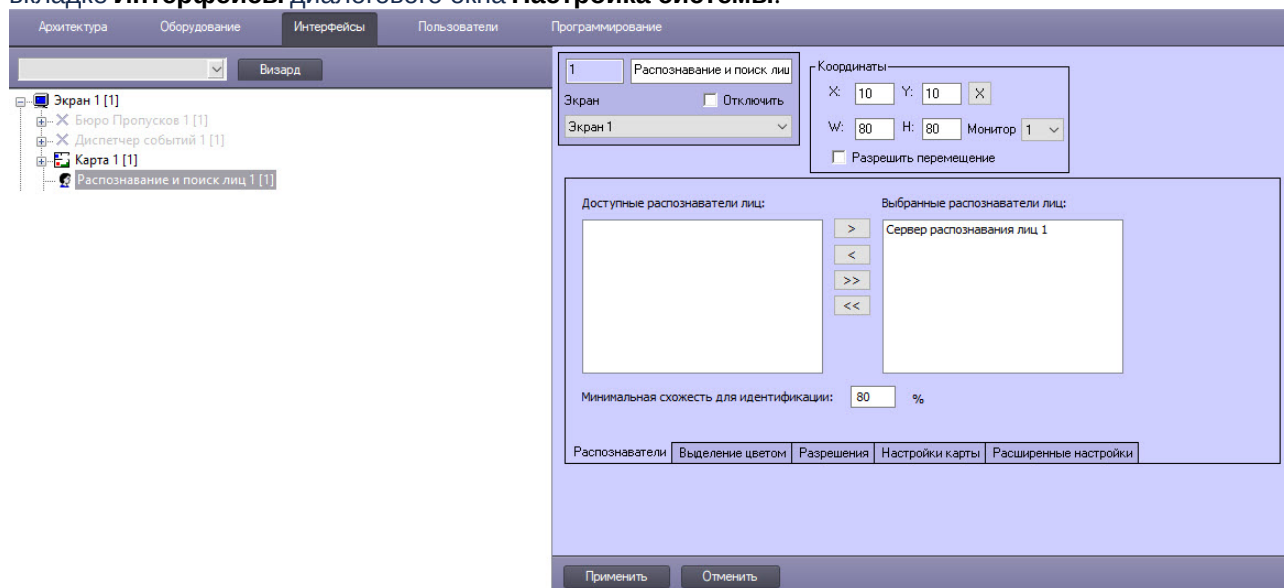 вкладке Интерфейсы диалогового окна Настройка системы.
Архитектура Оборудование Интерфейсы Пользователи Программирование
Визард
Экран 1 [1]
Бюро Пропусков 1 [1]
Диспетчер событий 1 [1]
Карта 1 [1]
Распознавание и поиск лиц 1 [1]
1 Распознавание и поиск лиц
Экран Отключить
Экран 1
Координаты
X: 10 Y: 10 X
W: 80 H: 80 Монитор 1
Разрешить перемещение
Доступные распознаватели лиц: Выбранные распознаватели лиц:
Сервер распознавания лиц 1
>
<
>>
<<
Минимальная схожесть для идентификации: 80 %
Распознаватели Выделение цветом Разрешения Настройки карты Расширенные настройки
Применить Отменить